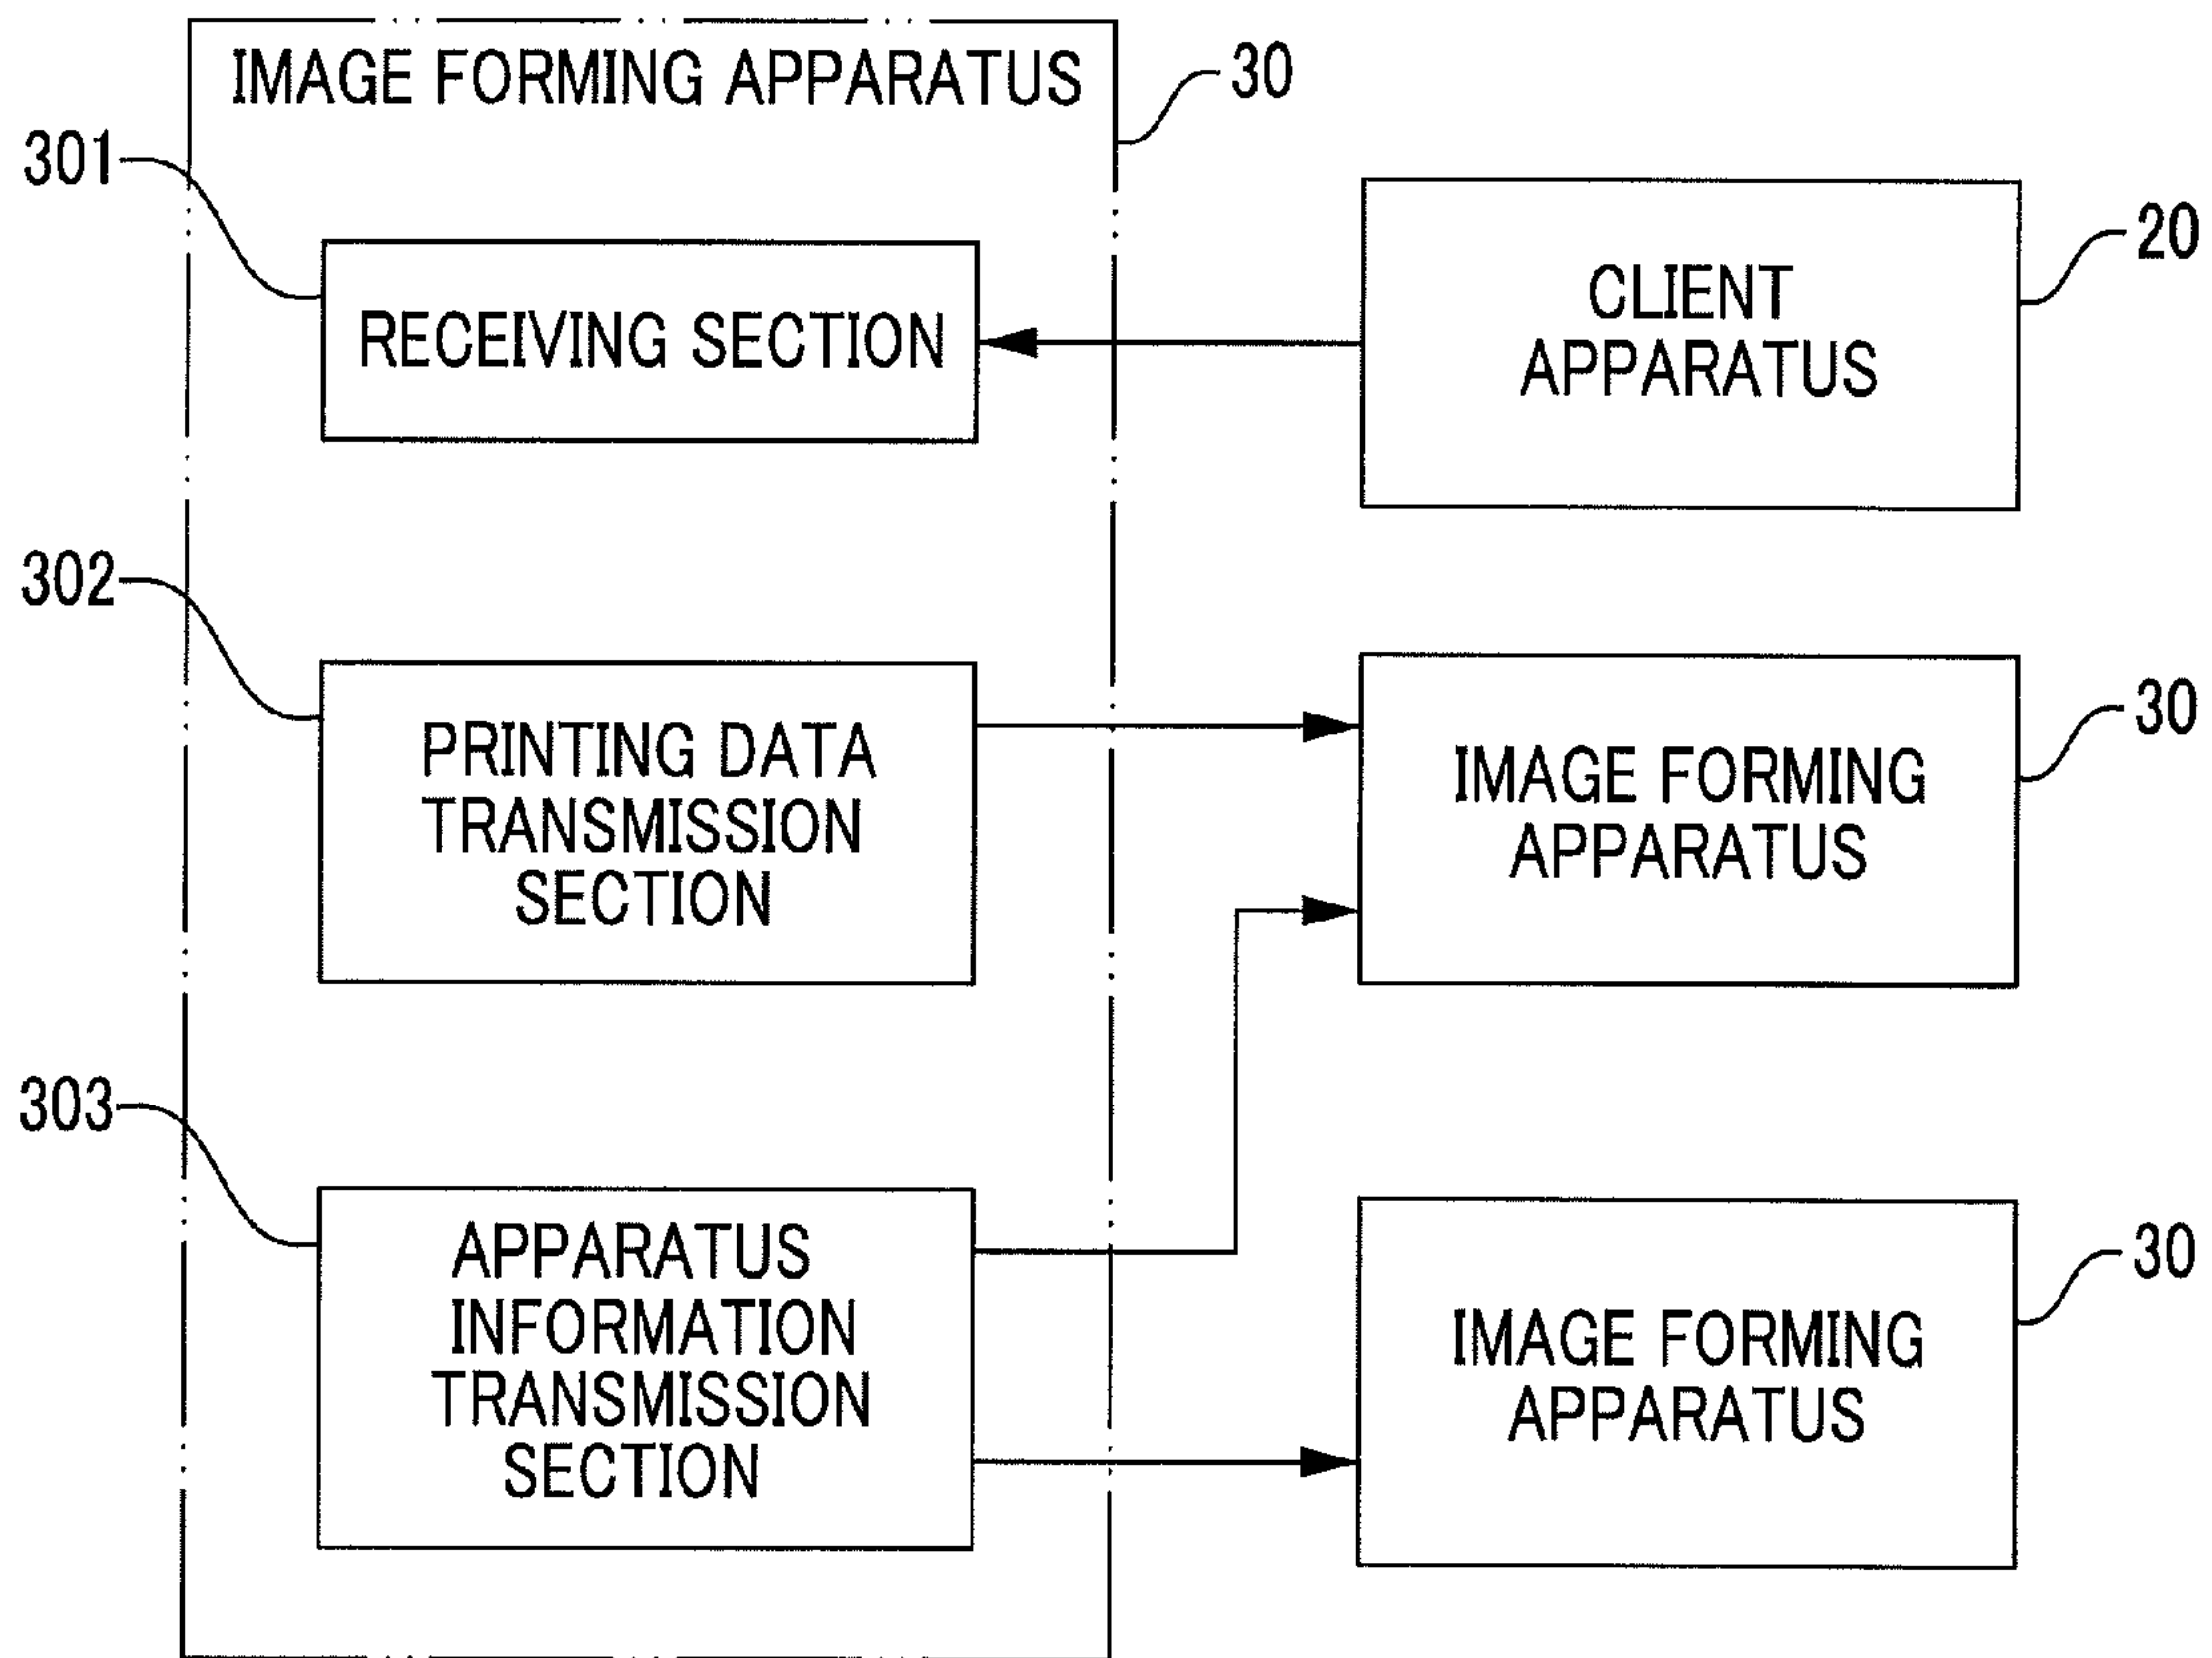 IMAGE FORMING APPARATUS
30
301
RECEIVING SECTION
CLIENT
APPARATUS
20
302
PRINTING DATA
TRANSMISSION
SECTION
IMAGE FORMING
APPARATUS
30
303
APPARATUS
INFORMATION
TRANSMISSION
SECTION
IMAGE FORMING
APPARATUS
30